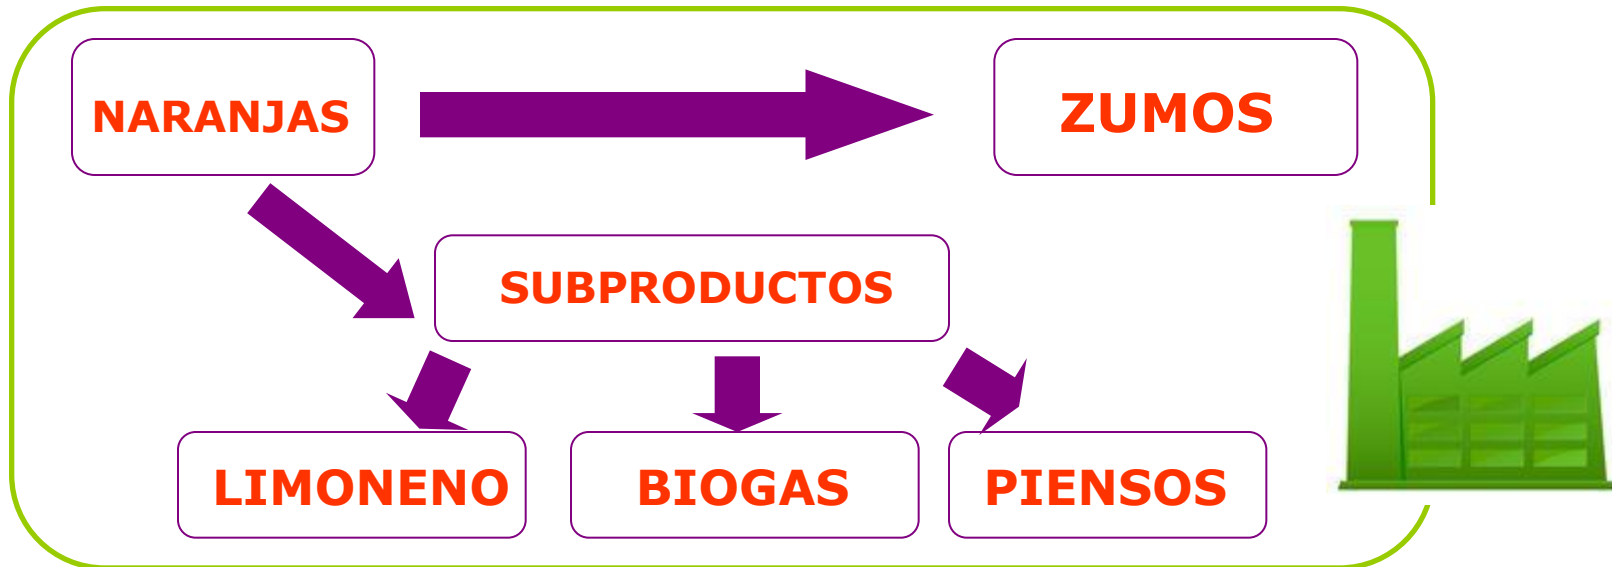 NARANJAS
ZUMOS
SUBPRODUCTOS
LIMONENO
BIOGAS
PIENSOS